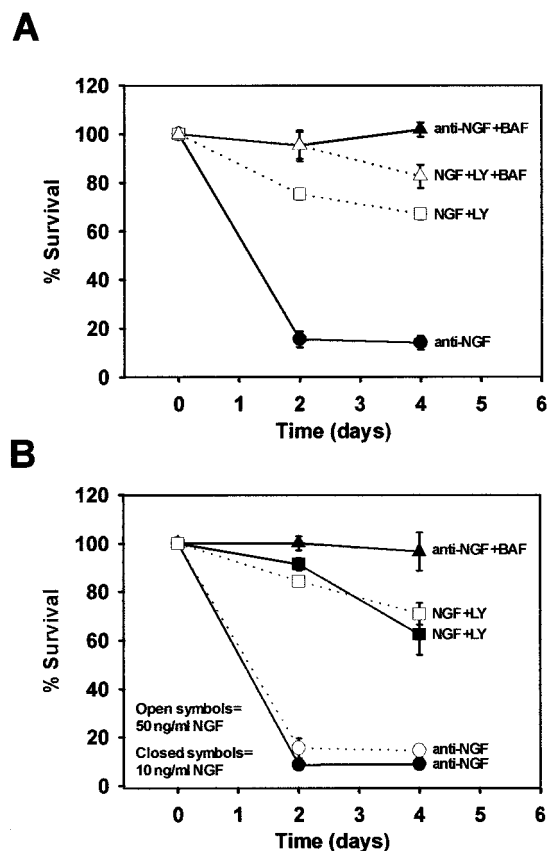 A
120
100
80
60
40
20
0
% Survival
anti-NGF+BAF
NGF+LY+BAF
NGF+LY
anti-NGF
0 1 2 3 4 5 6
Time (days)
B
120
100
80
60
40
20
0
% Survival
anti-NGF+BAF
NGF+LY
NGF+LY
Open symbols=
50 ng/ml NGF
Closed symbols=
10 ng/ml NGF
anti-NGF
anti-NGF
0 1 2 3 4 5 6
Time (days)